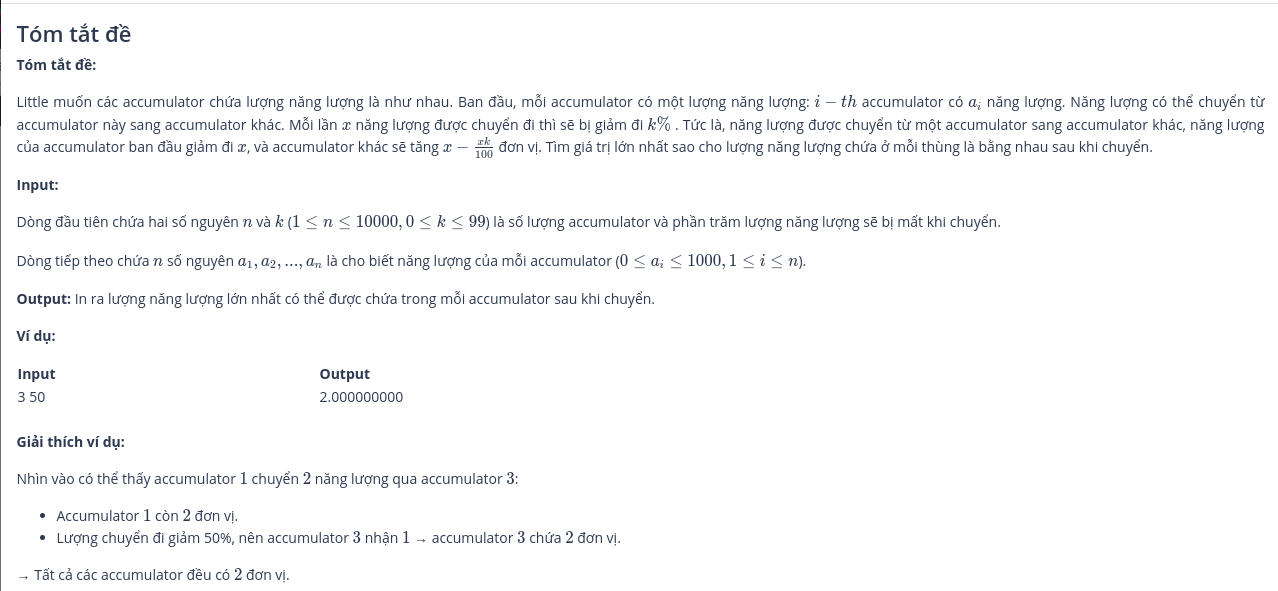 Tóm tắt đề
Tóm tắt đề:
Little muốn các accumulator chứa lượng năng lượng là như nhau. Ban đầu, mỗi accumulator có một lượng năng lượng: i − th accumulator có a_i năng lượng. Năng lượng có thể chuyển từ
accumulator này sang accumulator khác. Mỗi lần x năng lượng được chuyển đi thì sẽ bị giảm đi k% . Tức là, năng lượng được chuyển từ một accumulator sang accumulator khác, năng lượng
của accumulator ban đầu giảm đi x, và accumulator khác sẽ tăng x − xk/100 đơn vị. Tìm giá trị lớn nhất sao cho lượng năng lượng chứa ở mỗi thùng là bằng nhau sau khi chuyển.
Input:
Dòng đầu tiên chứa hai số nguyên n và k (1 ≤ n ≤ 10000, 0 ≤ k ≤ 99) là số lượng accumulator và phần trăm lượng năng lượng sẽ bị mất khi chuyển.
Dòng tiếp theo chứa n số nguyên a_1, a_2, ..., a_n là cho biết năng lượng của mỗi accumulator (0 ≤ a_i ≤ 1000, 1 ≤ i ≤ n).
Output: In ra lượng năng lượng lớn nhất có thể được chứa trong mỗi accumulator sau khi chuyển.
Ví dụ:
Input Output
3 50 2.000000000
Giải thích ví dụ:
Nhìn vào có thể thấy accumulator 1 chuyển 2 năng lượng qua accumulator 3:
• Accumulator 1 còn 2 đơn vị.
• Lượng chuyển đi giảm 50%, nên accumulator 3 nhận 1 → accumulator 3 chứa 2 đơn vị.
→ Tất cả các accumulator đều có 2 đơn vị.